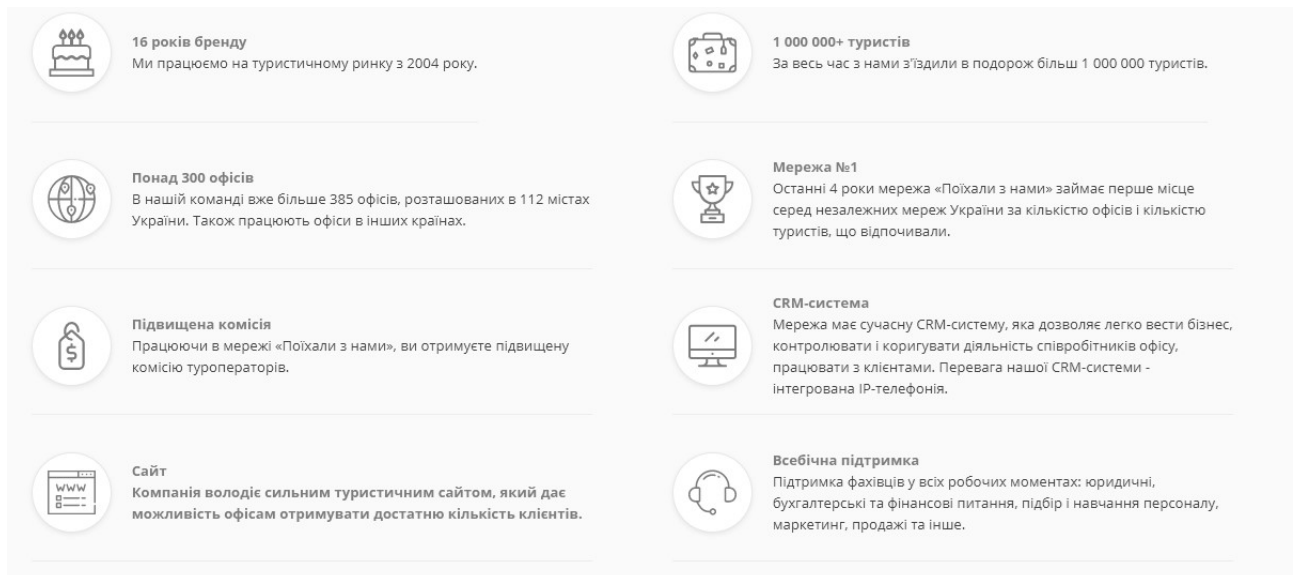 16 років бренду
Ми працюємо на туристичному ринку з 2004 року.
1 000 000+ туристів
За весь час з нами з'їздили в подорож більш 1 000 000 туристів.
Понад 300 офісів
В нашій команді вже більше 385 офісів, розташованих в 112 містах
України. Також працюють офіси в інших країнах.
Мережа №1
Останні 4 роки мережа «Поїхали з нами» займає перше місце
серед незалежних мереж України за кількістю офісів і кількістю
туристів, що відпочивали.
Підвищена комісія
Працюючи в мережі «Поїхали з нами», ви отримуєте підвищену
комісію туроператорів.
CRM-система
Мережа має сучасну CRM-систему, яка дозволяє легко вести бізнес,
контролювати і коригувати діяльність співробітників офісу,
працювати з клієнтами. Перевага нашої CRM-системи -
інтегрована IP-телефонія.
WWW
Сайт
Компанія володіє сильним туристичним сайтом, який дає
можливість офісам отримувати достатню кількість клієнтів.
Всебічна підтримка
Підтримка фахівців у всіх робочих моментах: юридичні,
бухгалтерські та фінансові питання, підбір і навчання персоналу,
маркетинг, продажі та інше.